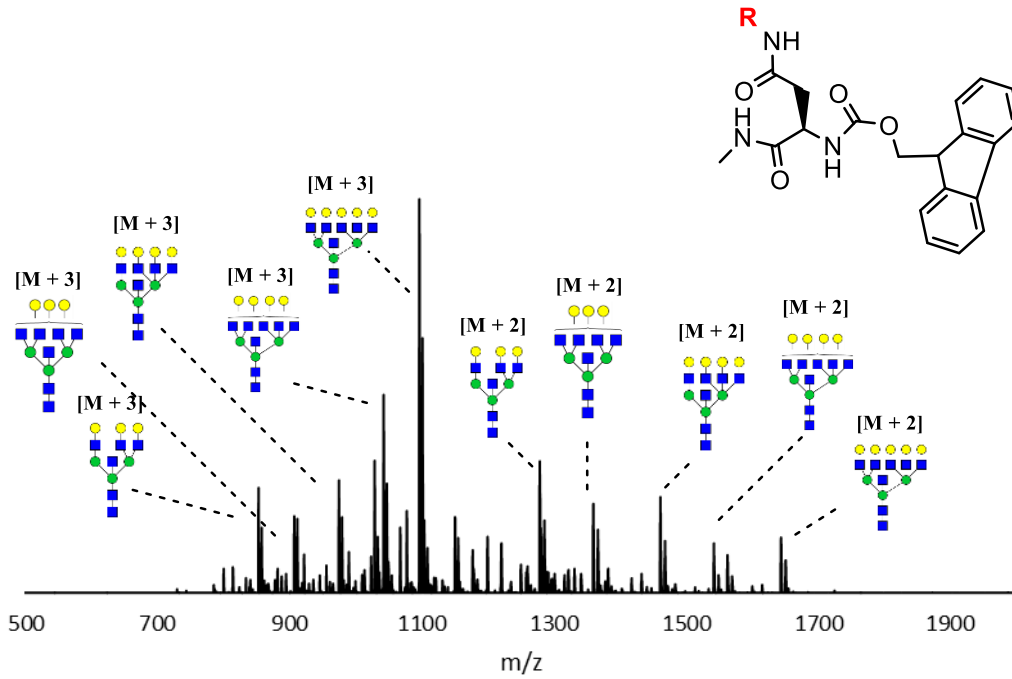 R
NH
O
H
N
O
N
H
O
O
[M + 3]
[M + 3]
[M + 3]
[M + 3]
[M + 3]
[M + 2]
[M + 2]
[M + 2]
[M + 2]
[M + 2]
500 700 900 1100 1300 1500 1700 1900
m/z